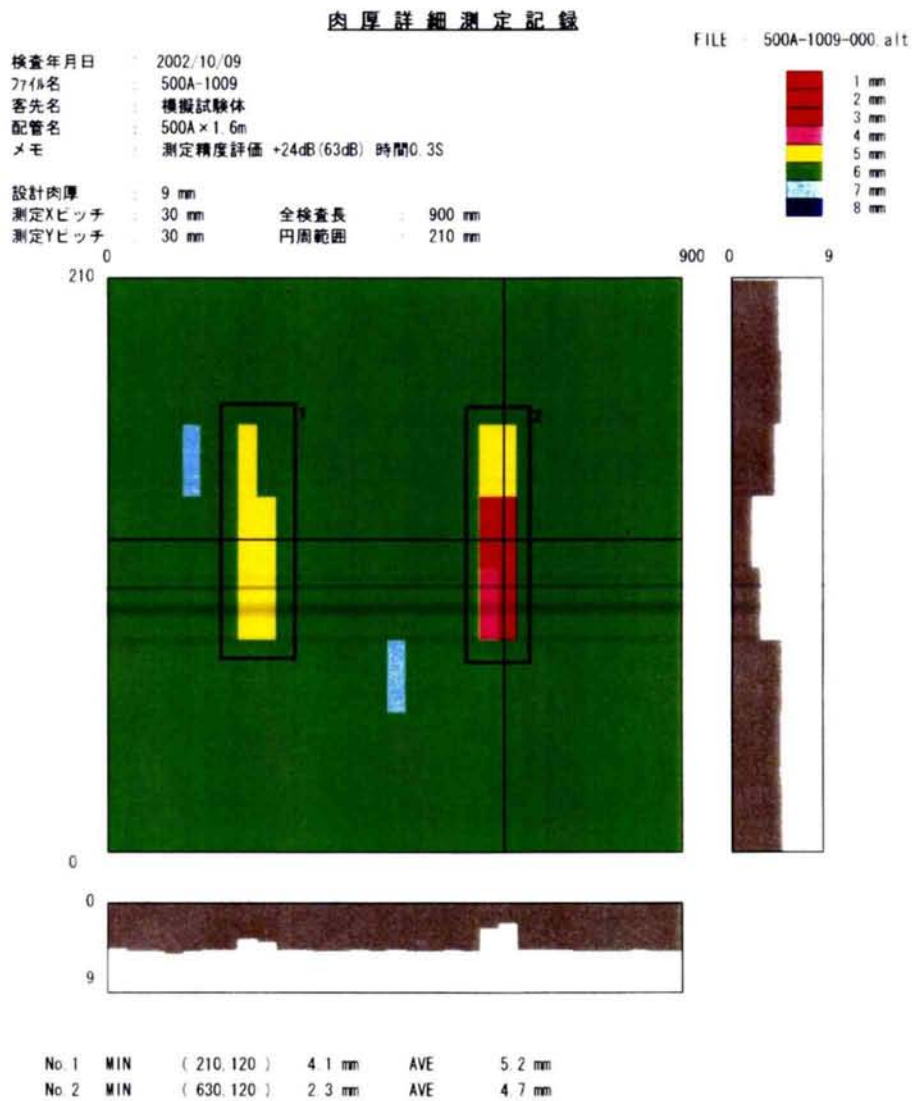 肉厚詳細測定記録
FILE : 500A-1009-000.alt
検査年月日 : 2002/10/09
ファイル名 : 500A-1009
客先名 : 模擬試験体
配管名 : 500A×1.6m
メモ : 測定精度評価 +24dB(63dB) 時間0.3S
1 mm
2 mm
3 mm
4 mm
5 mm
6 mm
7 mm
8 mm
設計肉厚 : 9 mm
測定Xピッチ : 30 mm 全検査長 : 900 mm
測定Yピッチ : 30 mm 円周範囲 : 210 mm
0 900 0 9
210
1 2
0
0
9
No.1 MIN ( 210,120 ) 4.1 mm AVE 5.2 mm
No.2 MIN ( 630,120 ) 2.3 mm AVE 4.7 mm